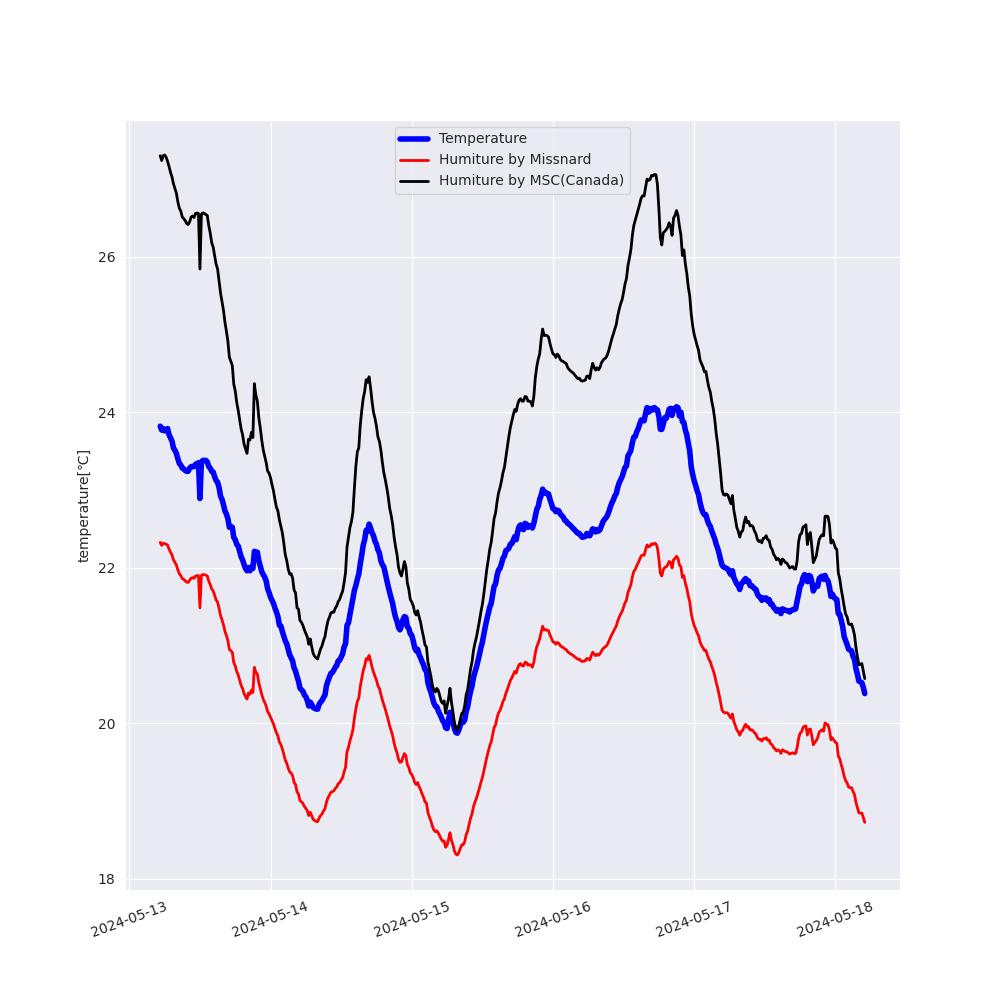 Temperature
Humiture by Missnard
Humiture by MSC(Canada)
temperature[℃]
26
24
22
20
18
2024-05-13
2024-05-14
2024-05-15
2024-05-16
2024-05-17
2024-05-18